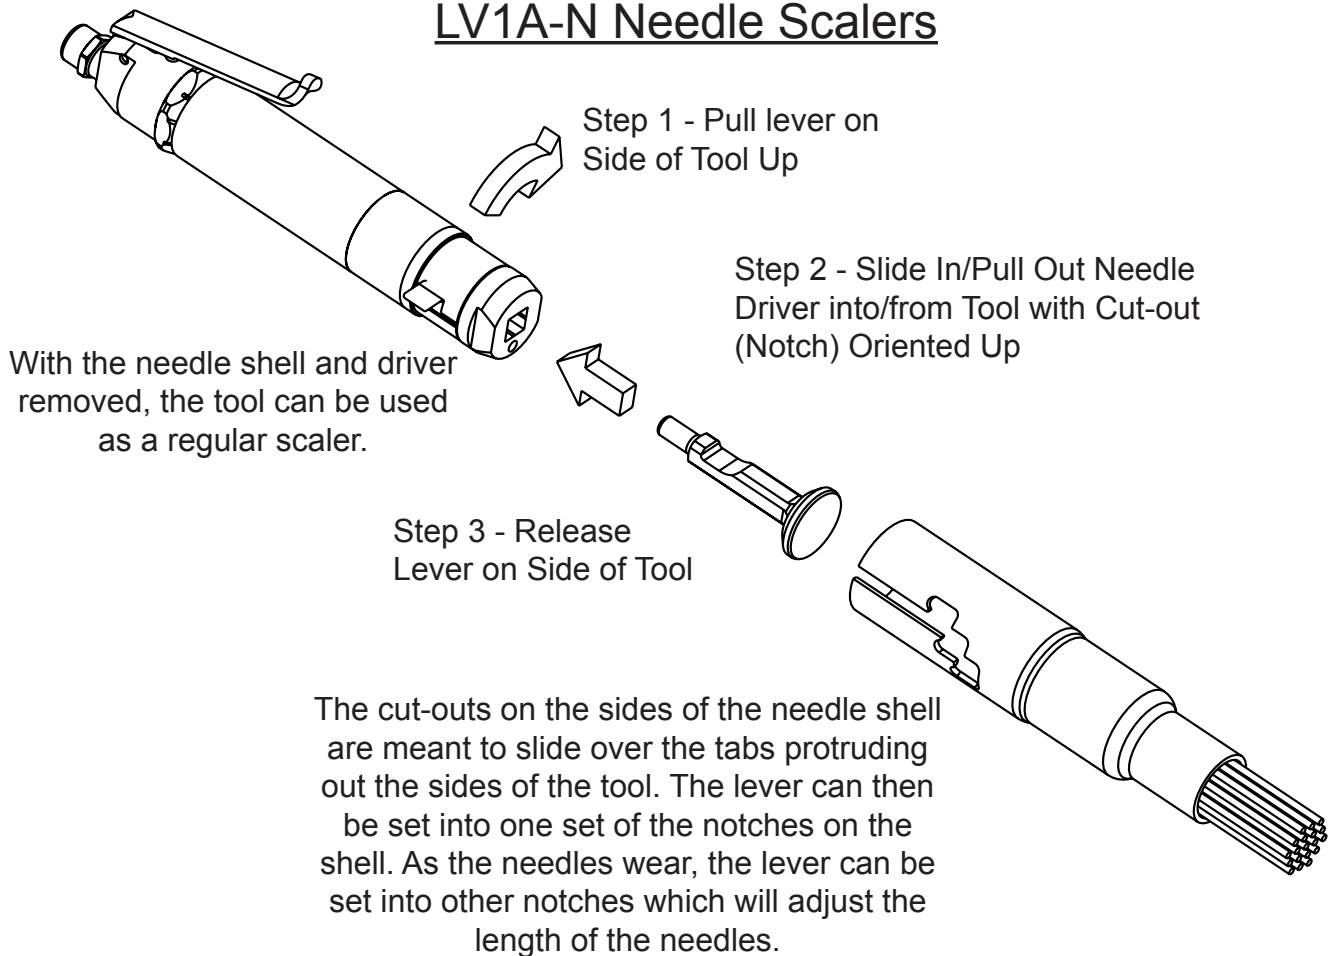 LV1A-N Needle Scalers
Step 1 - Pull lever on
Side of Tool Up
Step 2 - Slide In/Pull Out Needle
Driver into/from Tool with Cut-out
(Notch) Oriented Up
With the needle shell and driver
removed, the tool can be used
as a regular scaler.
Step 3 - Release
Lever on Side of Tool
The cut-outs on the sides of the needle shell
are meant to slide over the tabs protruding
out the sides of the tool. The lever can then
be set into one set of the notches on the
shell. As the needles wear, the lever can be
set into other notches which will adjust the
length of the needles.